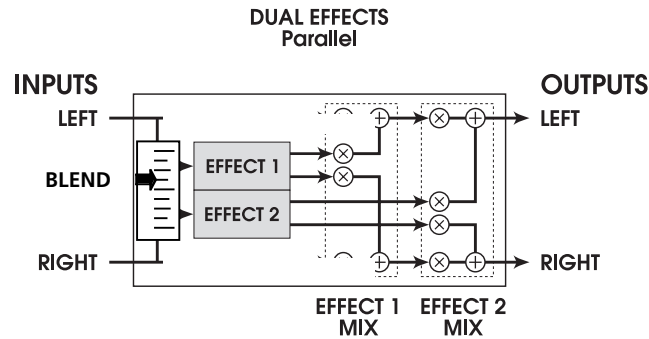 DUAL EFFECTS
Parallel
INPUTS
OUTPUTS
LEFT
LEFT
BLEND
EFFECT 1
EFFECT 2
RIGHT
RIGHT
EFFECT 1
MIX
EFFECT 2
MIX